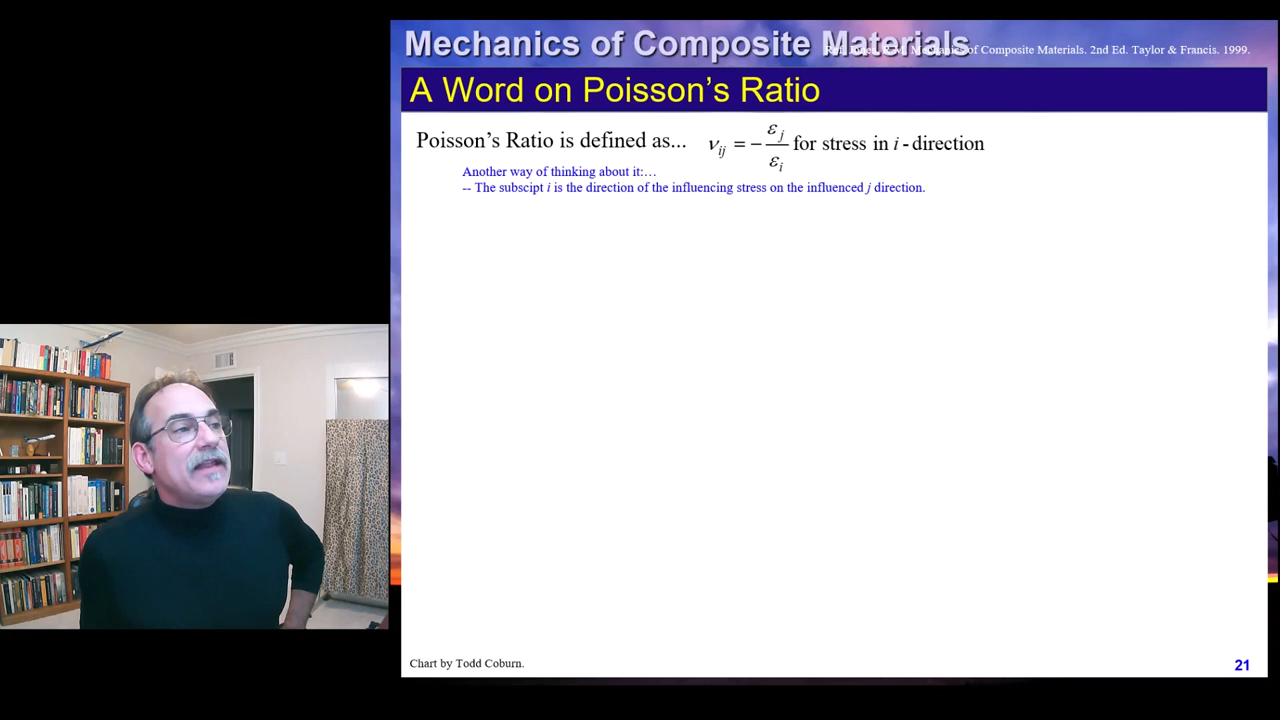 Mechanics of Composite Materials
of Composite Materials. 2nd Ed. Taylor & Francis. 1999.
A Word on Poisson's Ratio
Poisson's Ratio is defined as... ν_ij = − ε_j / ε_i for stress in i - direction
Another way of thinking about it:…
-- The subscipt i is the direction of the influencing stress on the influenced j direction.
Chart by Todd Coburn.
21